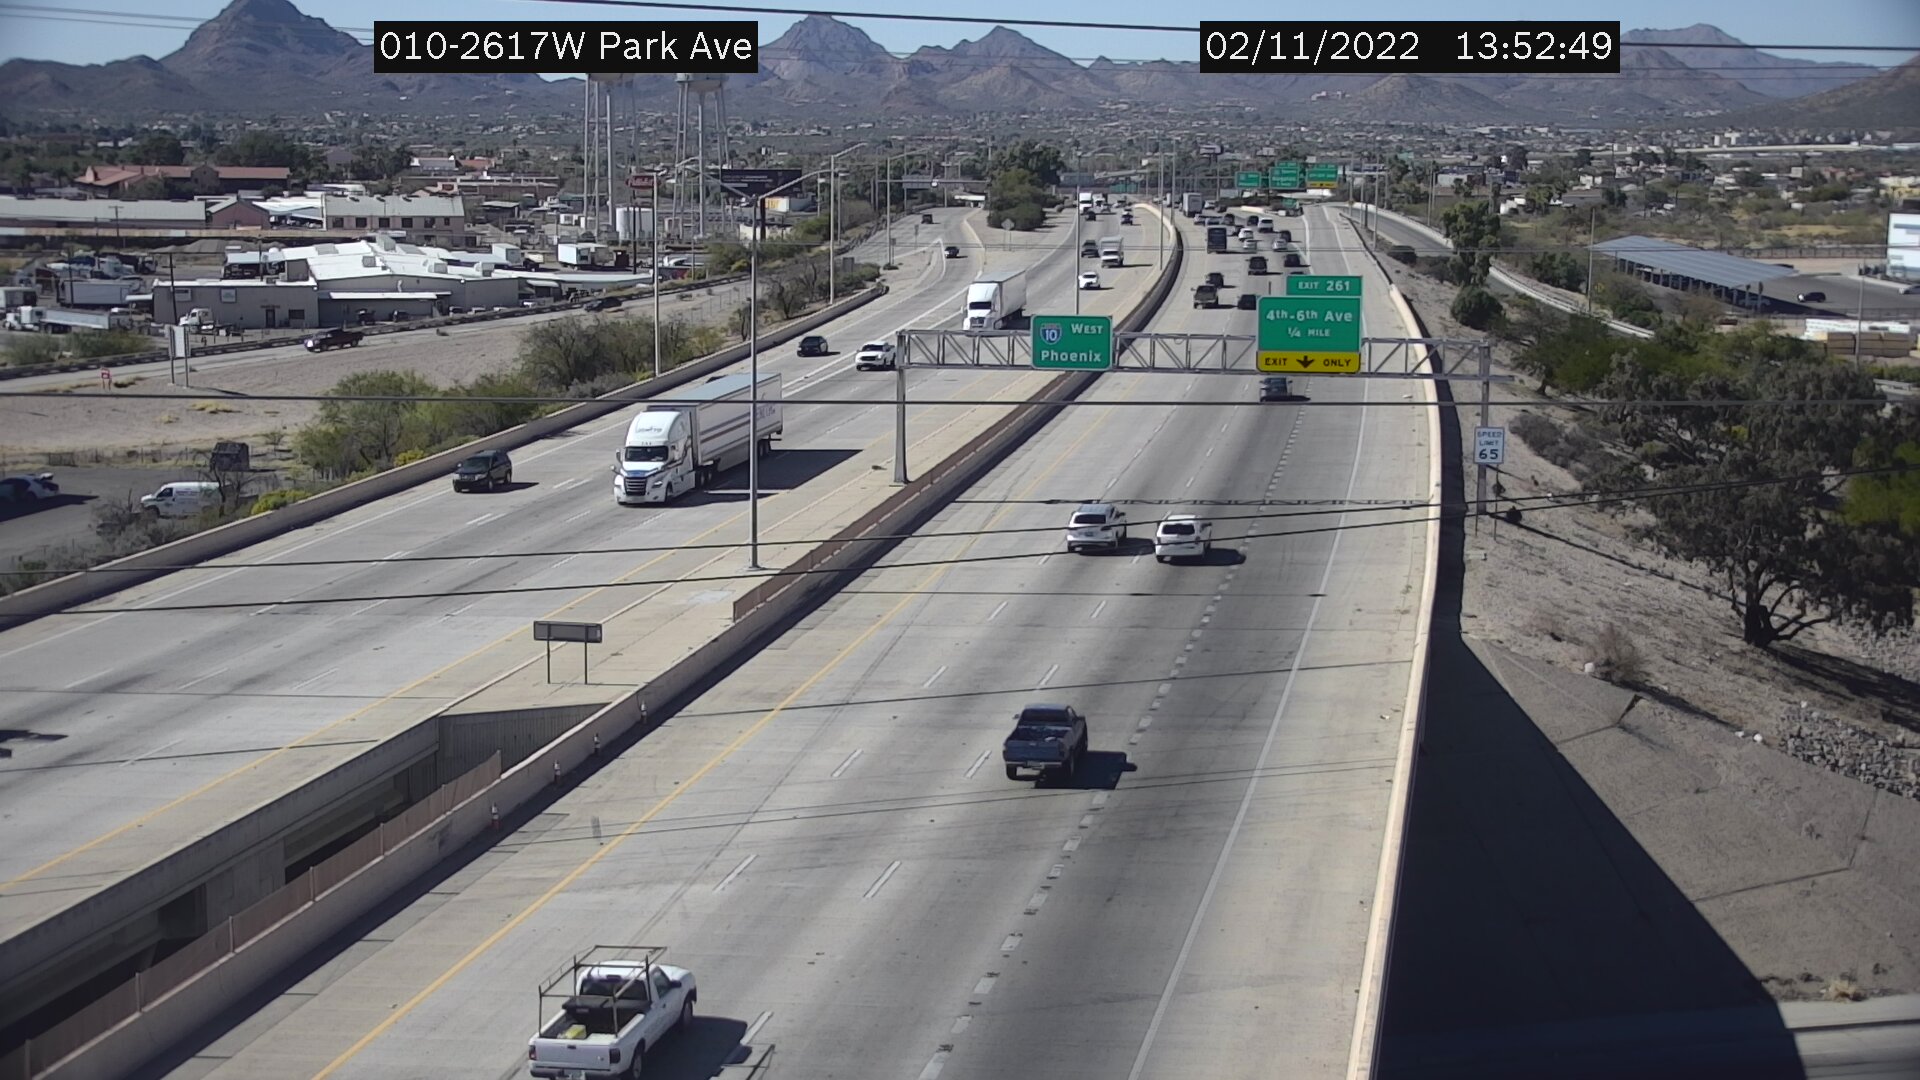 010-2617W Park Ave
02/11/2022 13:52:49
EXIT 261
4th-6th Ave
1/4 MILE
EXIT ONLY
10 WEST
Phoenix
SPEED
LIMIT
65